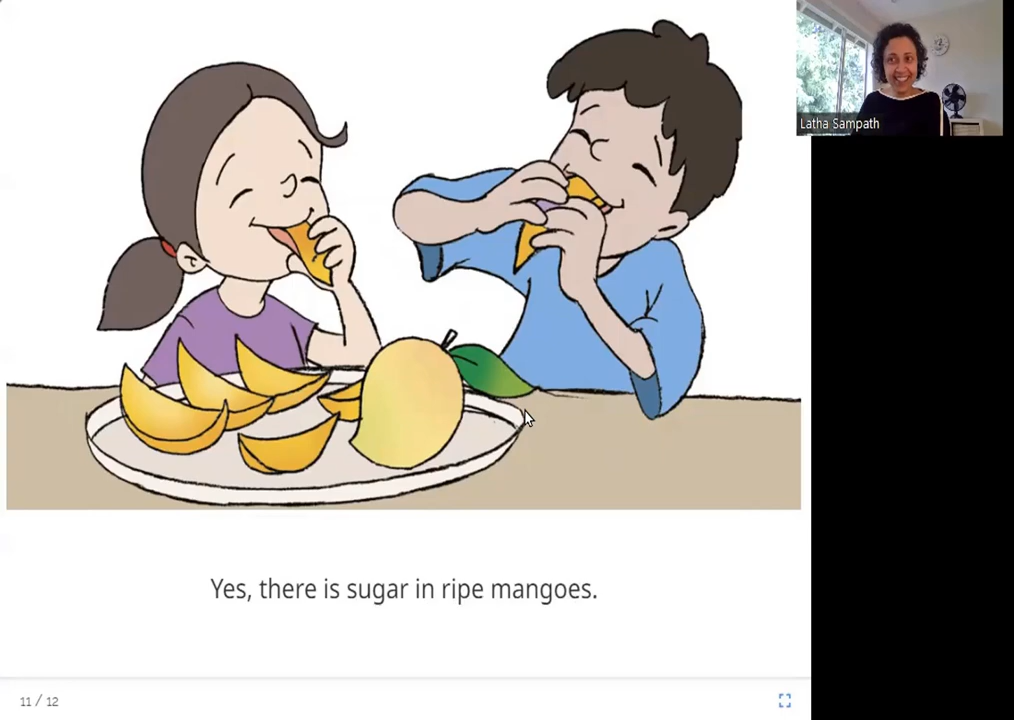 Latha Sampath
Yes, there is sugar in ripe mangoes.
11 / 12